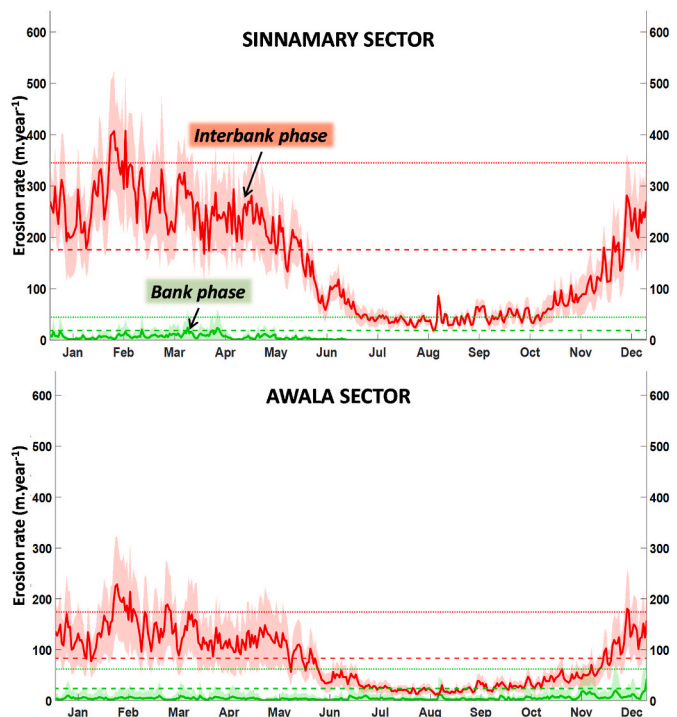 SINNAMARY SECTOR
Erosion rate (m.year-1)
600 600
500 500
400 400
Interbank phase
300 300
200 200
Bank phase
100 100
0 0
Jan Feb Mar Apr May Jun Jul Aug Sep Oct Nov Dec
AWALA SECTOR
Erosion rate (m.year-1)
600 600
500 500
400 400
300 300
200 200
100 100
0 0
Jan Feb Mar Apr May Jun Jul Aug Sep Oct Nov Dec